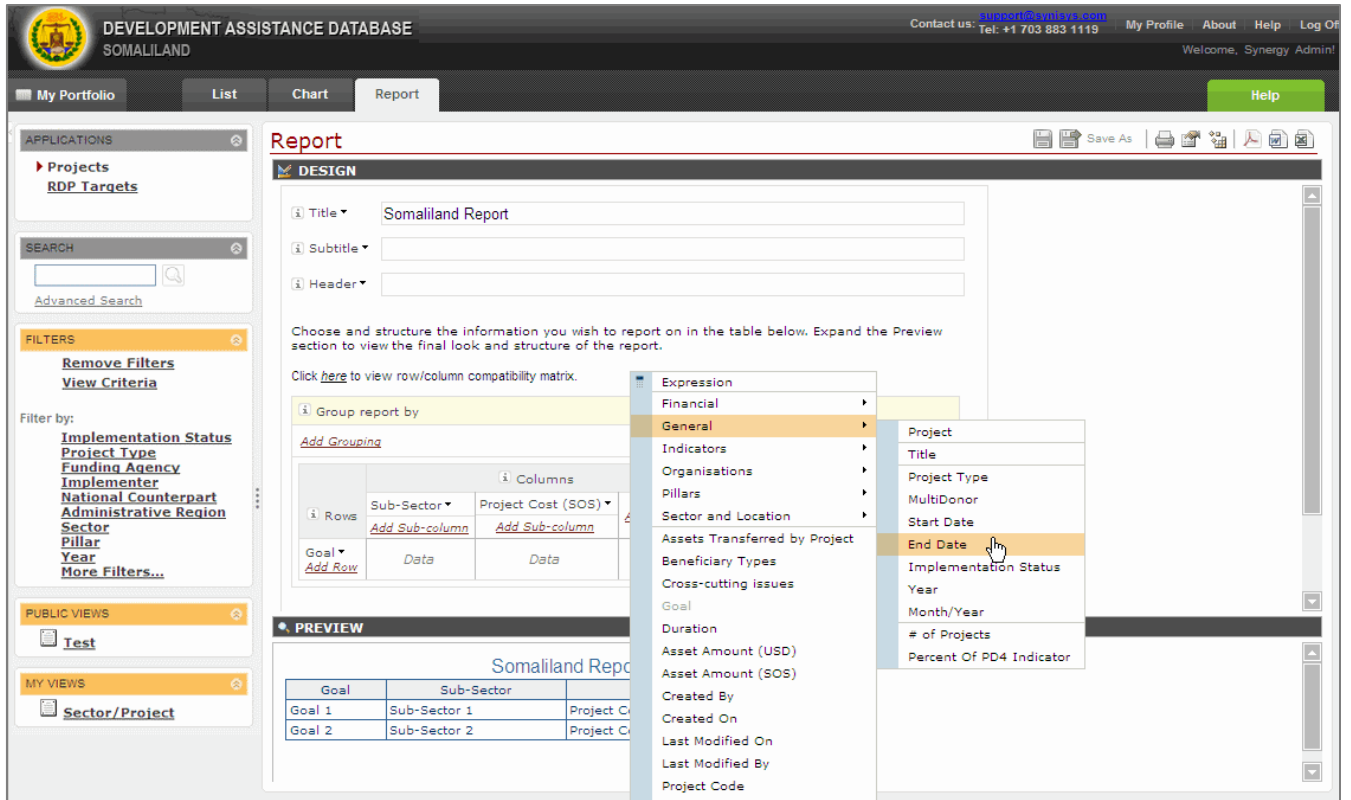 DEVELOPMENT ASSISTANCE DATABASE
SOMALILAND
Contact us: support@synisys.com
Tel: +1 703 883 1119
My Profile About Help Log Off
Welcome, Synergy Admin!
My Portfolio List Chart Report Help
APPLICATIONS
Projects
RDP Targets
SEARCH
Advanced Search
FILTERS
Remove Filters
View Criteria
Filter by:
Implementation Status
Project Type
Funding Agency
Implementer
National Counterpart
Administrative Region
Sector
Pillar
Year
More Filters...
PUBLIC VIEWS
Test
MY VIEWS
Sector/Project
Report
Save As
DESIGN
Title
Somaliland Report
Subtitle
Header
Choose and structure the information you wish to report on in the table below. Expand the Preview
section to view the final look and structure of the report.
Click here to view row/column compatibility matrix.
Group report by
Add Grouping
Columns
Rows
Sub-Sector Project Cost (SOS)
Add Sub-column Add Sub-column
Goal
Add Row
Data Data
PREVIEW
Somaliland Repo
Goal Sub-Sector
Goal 1 Sub-Sector 1 Project C
Goal 2 Sub-Sector 2 Project C
Expression
Financial
General
Indicators
Organisations
Pillars
Sector and Location
Assets Transferred by Project
Beneficiary Types
Cross-cutting issues
Goal
Duration
Asset Amount (USD)
Asset Amount (SOS)
Created By
Created On
Last Modified On
Last Modified By
Project Code
Project
Title
Project Type
MultiDonor
Start Date
End Date
Implementation Status
Year
Month/Year
# of Projects
Percent Of PD4 Indicator